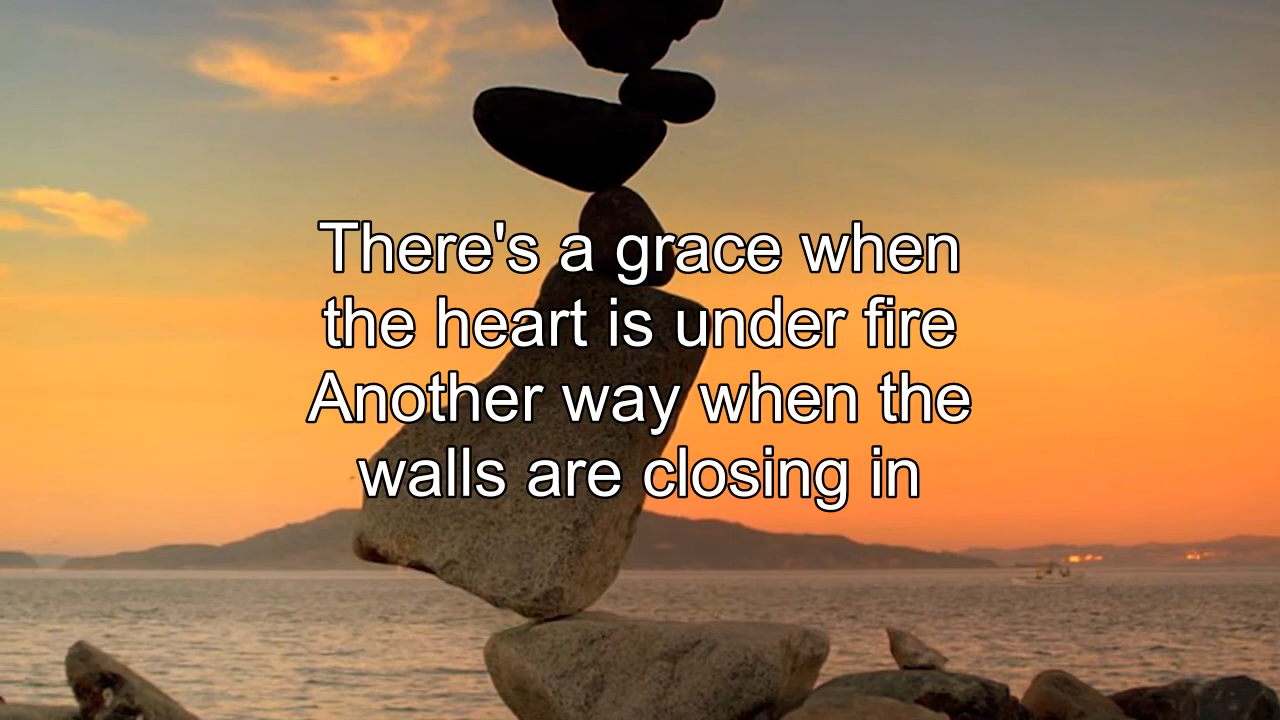 There's a grace when
the heart is under fire
Another way when the
walls are closing in